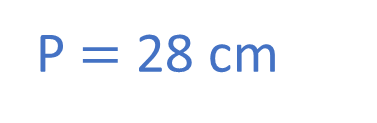 P = 28 cm